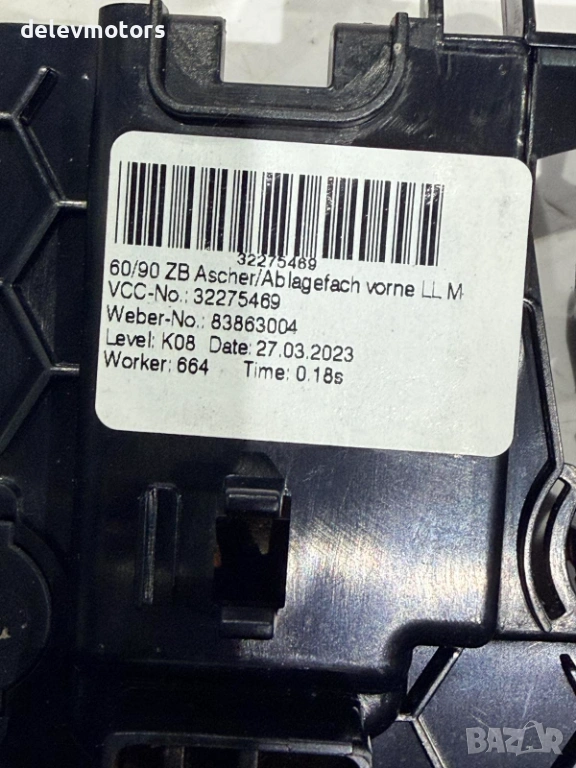 delevmotors
32275469
60/90 ZB Ascher/Ablagefach vorne LL M
VCC-No.: 32275469
Weber-No.: 83863004
Level: K08 Date: 27.03.2023
Worker: 664 Time: 0.18s
BAZAR